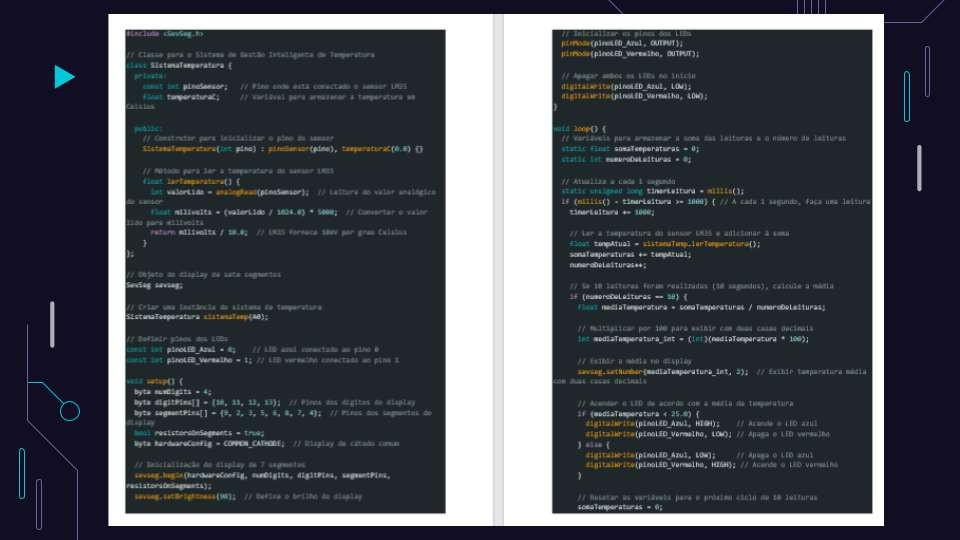 #include <SevSeg.h>
// Classe para o Sistema de Gestão Inteligente de Temperatura
class SistemaTemperatura {
private:
const int pinoSensor;   // Pino onde está conectado o sensor LM35
float temperaturaC;     // Variável para armazenar a temperatura em
Celsius
public:
// Construtor para inicializar o pino do sensor
SistemaTemperatura(int pino) : pinoSensor(pino), temperaturaC(0.0) {}
// Método para ler a temperatura do sensor LM35
float lerTemperatura() {
int valorLido = analogRead(pinoSensor);  // Leitura do valor analógico
do sensor
float milivolts = (valorLido / 1024.0) * 5000;  // Converter o valor
lido para milivolts
return milivolts / 10.0;  // LM35 fornece 10mV por grau Celsius
}
};
// Objeto do display de sete segmentos
SevSeg sevseg;
// Criar uma instância do sistema de temperatura
SistemaTemperatura sistemaTemp(A0);
// Definir pinos dos LEDs
const int pinoLED_Azul = 0;    // LED azul conectado ao pino 0
const int pinoLED_Vermelho = 1; // LED vermelho conectado ao pino 1
void setup() {
byte numDigits = 4;
byte digitPins[] = {10, 11, 12, 13};  // Pinos dos dígitos do display
byte segmentPins[] = {9, 2, 3, 5, 6, 8, 7, 4};  // Pinos dos segmentos do
display
bool resistorsOnSegments = true;
byte hardwareConfig = COMMON_CATHODE;  // Display de cátodo comum
// Inicialização do display de 7 segmentos
sevseg.begin(hardwareConfig, numDigits, digitPins, segmentPins,
resistorsOnSegments);
sevseg.setBrightness(90);  // Define o brilho do display
// Inicializar os pinos dos LEDs
pinMode(pinoLED_Azul, OUTPUT);
pinMode(pinoLED_Vermelho, OUTPUT);
// Apagar ambos os LEDs no início
digitalWrite(pinoLED_Azul, LOW);
digitalWrite(pinoLED_Vermelho, LOW);
}
void loop() {
// Variáveis para armazenar a soma das leituras e o número de leituras
static float somaTemperaturas = 0;
static int numeroDeLeituras = 0;
// Atualiza a cada 1 segundo
static unsigned long timerLeitura = millis();
if (millis() - timerLeitura >= 1000) { // A cada 1 segundo, faça uma leitura
timerLeitura += 1000;
// Ler a temperatura do sensor LM35 e adicionar à soma
float tempAtual = sistemaTemp.lerTemperatura();
somaTemperaturas += tempAtual;
numeroDeLeituras++;
// Se 10 leituras foram realizadas (10 segundos), calcule a média
if (numeroDeLeituras == 10) {
float mediaTemperatura = somaTemperaturas / numeroDeLeituras;
// Multiplicar por 100 para exibir com duas casas decimais
int mediaTemperatura_int = (int)(mediaTemperatura * 100);
// Exibir a média no display
sevseg.setNumber(mediaTemperatura_int, 2);  // Exibir temperatura média
com duas casas decimais
// Acender o LED de acordo com a média da temperatura
if (mediaTemperatura < 25.0) {
digitalWrite(pinoLED_Azul, HIGH);    // Acende o LED azul
digitalWrite(pinoLED_Vermelho, LOW); // Apaga o LED vermelho
} else {
digitalWrite(pinoLED_Azul, LOW);     // Apaga o LED azul
digitalWrite(pinoLED_Vermelho, HIGH); // Acende o LED vermelho
}
// Resetar as variáveis para o próximo ciclo de 10 leituras
somaTemperaturas = 0;